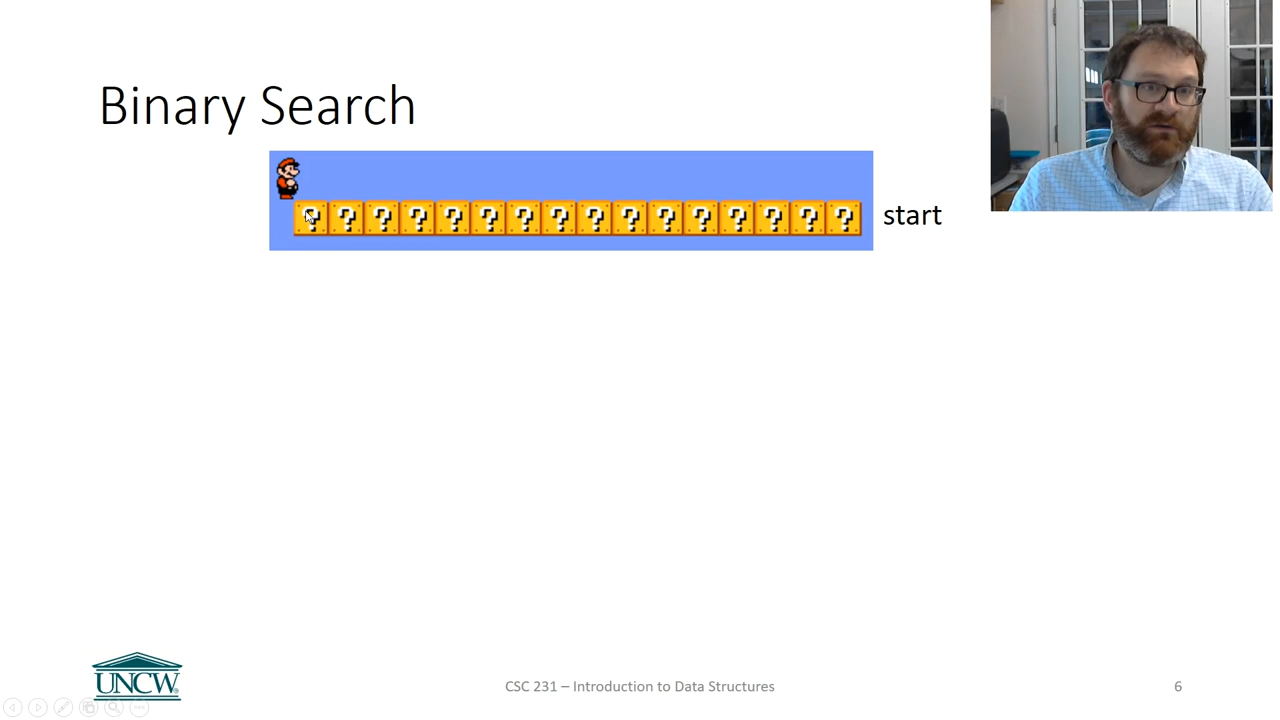 Binary Search
? ? ? ? ? ? ? ? ? ? ? ? ? ? ? ? start
UNCW
CSC 231 – Introduction to Data Structures
6